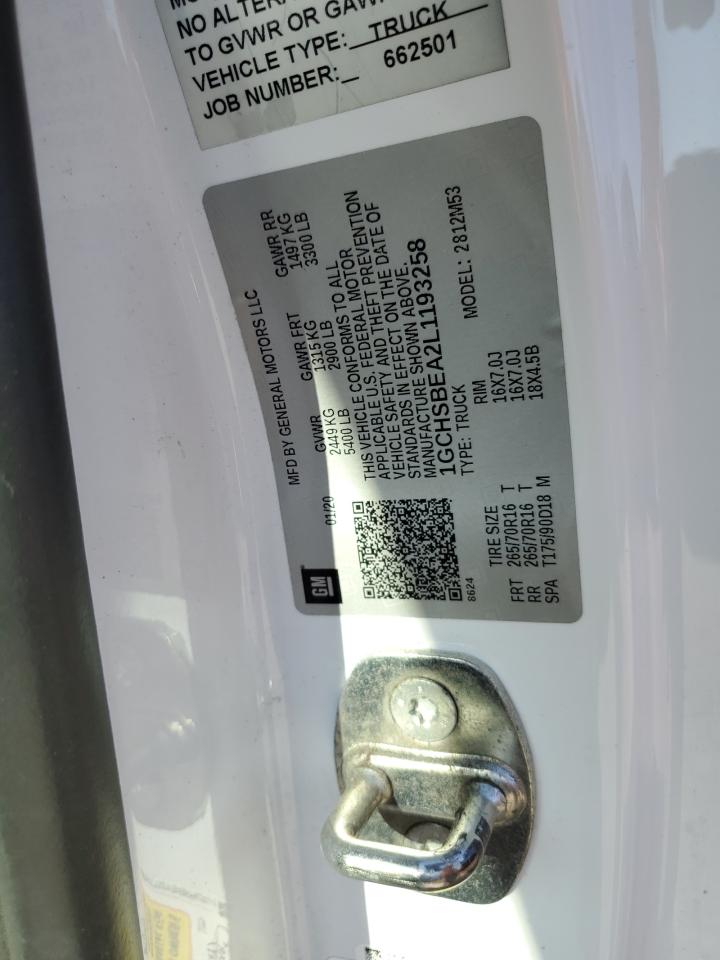 NO ALTER
TO GVWR OR GAW
VEHICLE TYPE: TRUCK
JOB NUMBER: 662501
MFD BY GENERAL MOTORS LLC
01/20
GVWR GAWR FRT GAWR RR
2449 KG 1315 KG 1497 KG
5400 LB 2900 LB 3300 LB
THIS VEHICLE CONFORMS TO ALL
APPLICABLE U.S. FEDERAL MOTOR
VEHICLE SAFETY AND THEFT PREVENTION
STANDARDS IN EFFECT ON THE DATE OF
MANUFACTURE SHOWN ABOVE.
1GCHSBEA2L1193258
TYPE: TRUCK MODEL: 2812M53
GM
8624
TIRE SIZE RIM
FRT 265/70R16 T 16X7.0J
RR 265/70R16 T 16X7.0J
SPA T175/90D18 M 18X4.5B